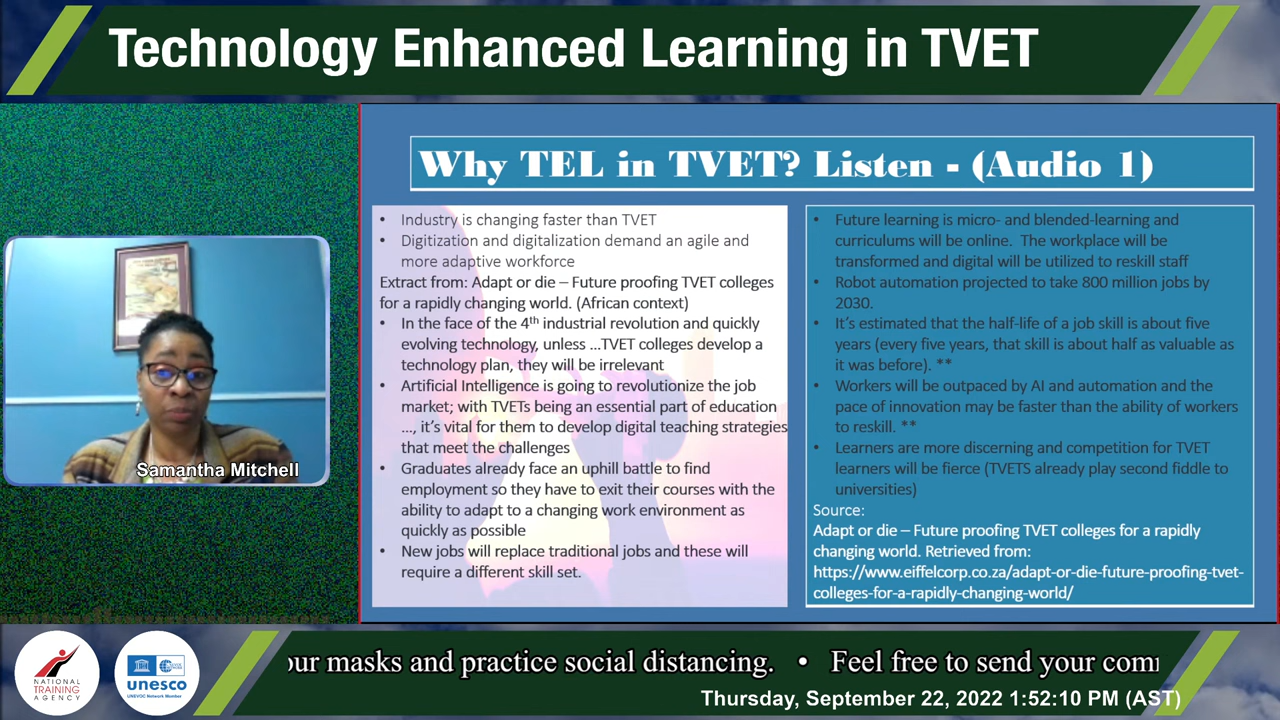 Technology Enhanced Learning in TVET
Why TEL in TVET? Listen - (Audio 1)
• Industry is changing faster than TVET
• Digitization and digitalization demand an agile and
more adaptive workforce
Extract from: Adapt or die – Future proofing TVET colleges
for a rapidly changing world. (African context)
• In the face of the 4th industrial revolution and quickly
evolving technology, unless ...TVET colleges develop a
technology plan, they will be irrelevant
• Artificial Intelligence is going to revolutionize the job
market; with TVETs being an essential part of education
..., it's vital for them to develop digital teaching strategies
that meet the challenges
• Graduates already face an uphill battle to find
employment so they have to exit their courses with the
ability to adapt to a changing work environment as
quickly as possible
• New jobs will replace traditional jobs and these will
require a different skill set.
• Future learning is micro- and blended-learning and
curriculums will be online. The workplace will be
transformed and digital will be utilized to reskill staff
• Robot automation projected to take 800 million jobs by
2030.
• It's estimated that the half-life of a job skill is about five
years (every five years, that skill is about half as valuable as
it was before). **
• Workers will be outpaced by AI and automation and the
pace of innovation may be faster than the ability of workers
to reskill. **
• Learners are more discerning and competition for TVET
learners will be fierce (TVETS already play second fiddle to
universities)
Source:
Adapt or die – Future proofing TVET colleges for a rapidly
changing world. Retrieved from:
https://www.eiffelcorp.co.za/adapt-or-die-future-proofing-tvet-
colleges-for-a-rapidly-changing-world/
Samantha Mitchell
NATIONAL
TRAINING
AGENCY
unesco
UNEVOC Network Member
our masks and practice social distancing. • Feel free to send your com
Thursday, September 22, 2022 1:52:10 PM (AST)